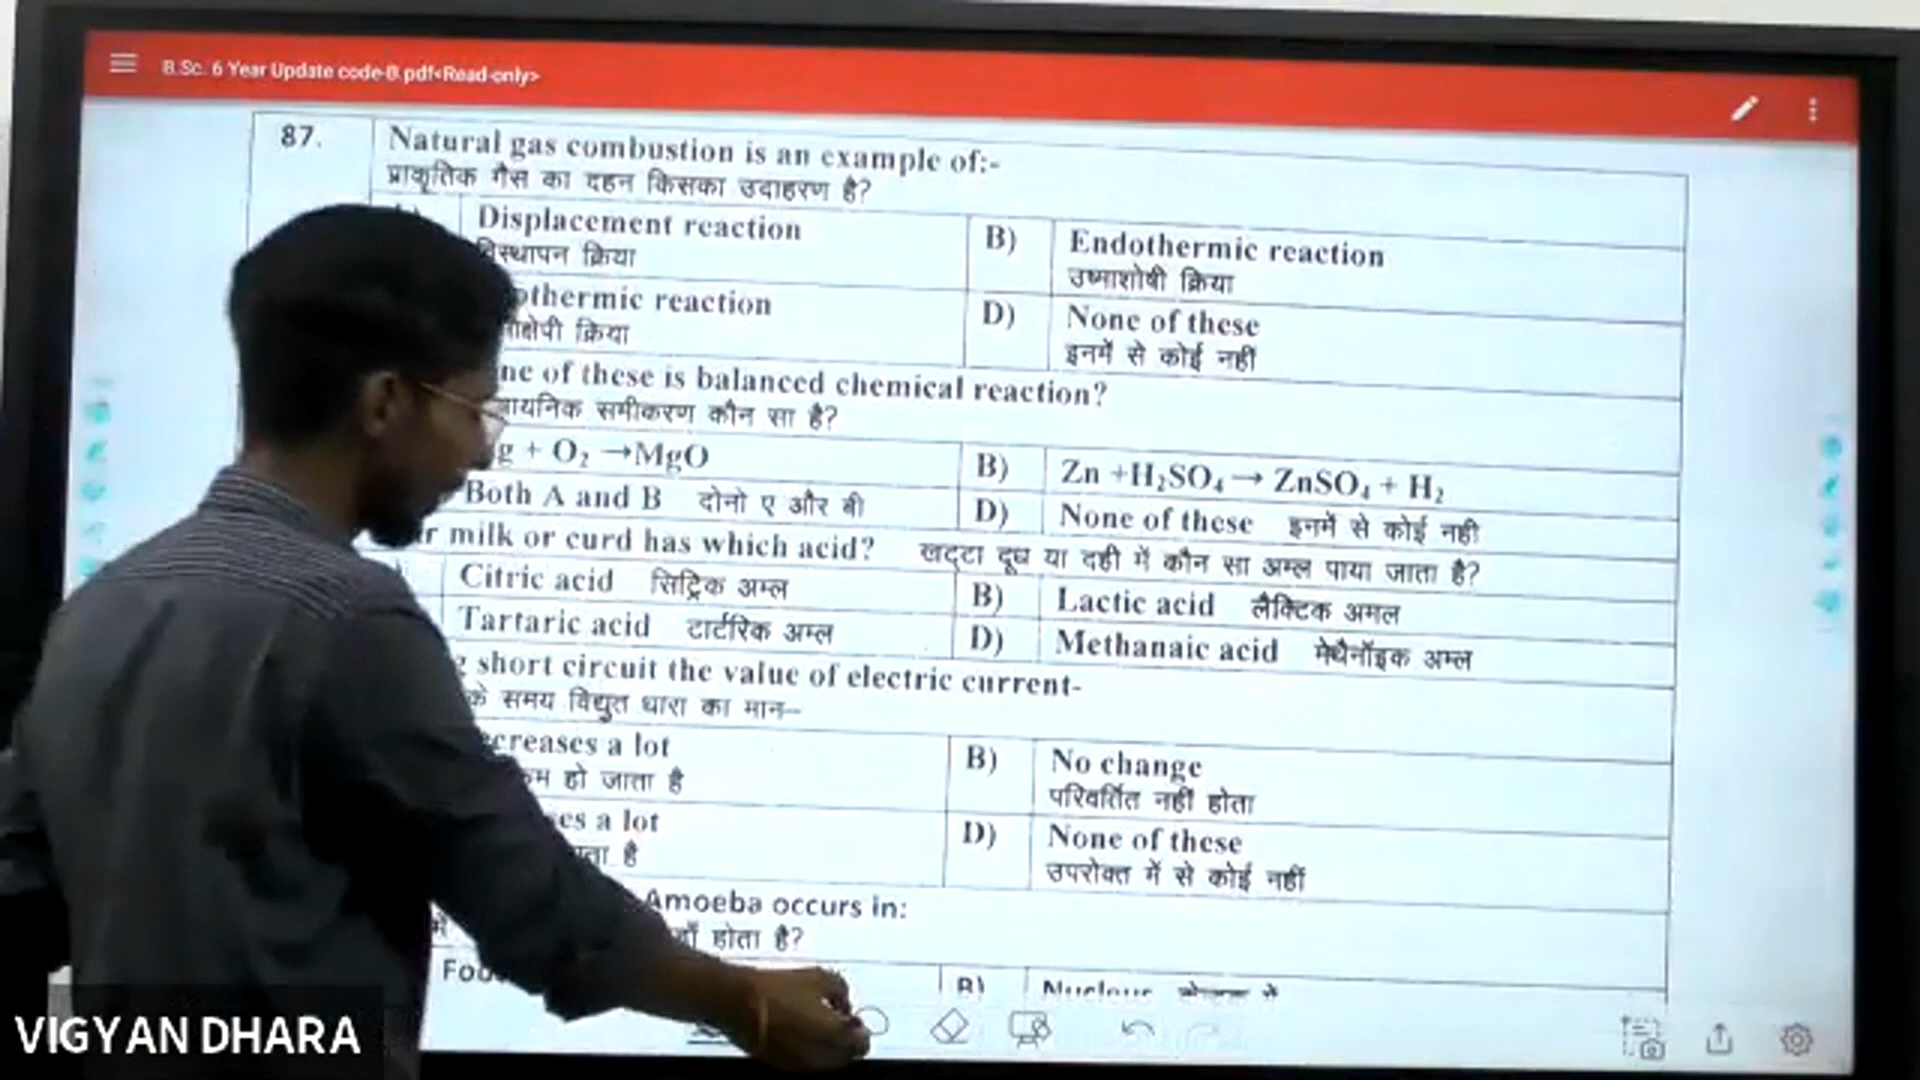 B.Sc. 6 Year Update code-B.pdf<Read-only>
87. Natural gas combustion is an example of:-
प्राकृतिक गैस का दहन किसका उदाहरण है?
Displacement reaction B) Endothermic reaction
विस्थापन क्रिया उष्माशोषी क्रिया
othermic reaction D) None of these
क्षेपी क्रिया इनमें से कोई नहीं
ne of these is balanced chemical reaction?
समीकरण कौन सा है?
g + O₂ →MgO B) Zn +H₂SO₄→ ZnSO₄ + H₂
Both A and B दोनो ए और बी D) None of these इनमें से कोई नही
r milk or curd has which acid? खट्टा दूध या दही में कौन सा अम्ल पाया जाता है?
Citric acid सिट्रिक अम्ल B) Lactic acid लैक्टिक अमल
Tartaric acid टार्टरिक अम्ल D) Methanaic acid मेथैनॉइक अम्ल
short circuit the value of electric current-
के समय विद्युत धारा का मान–
creases a lot B) No change
हो जाता है परिवर्तित नहीं होता
es a lot D) None of these
है उपरोक्त में से कोई नहीं
Amoeba occurs in:
होता है?
Foo B) Nucleus
VIGYAN DHARA